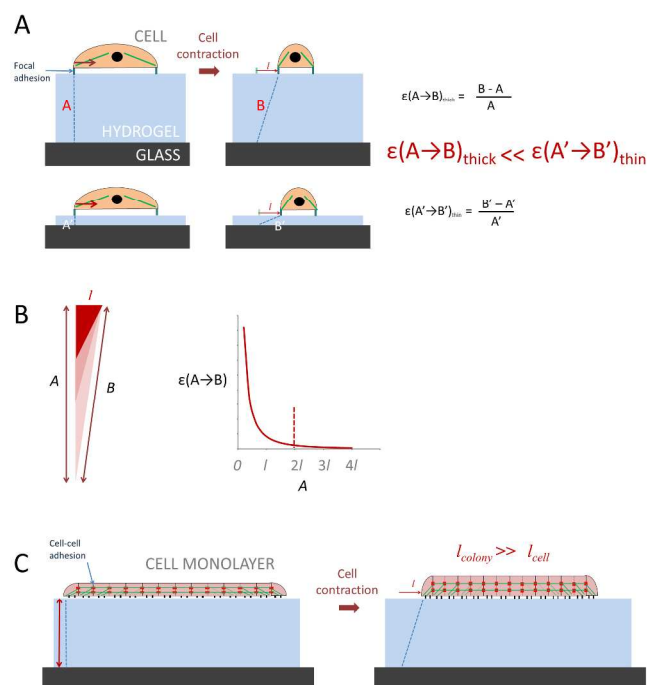 A
CELL
Cell
contraction
Focal
adhesion
l
A
B
HYDROGEL
GLASS
ε(A→B)thick = B - A
A
ε(A→B)thick << ε(A'→B')thin
l
A'
B'
ε(A'→B')thin = B' – A'
A'
B
l
A
B
ε(A→B)
0 l 2l 3l 4l
A
C
Cell-cell
adhesion
CELL MONOLAYER
Cell
contraction
lcolony >> lcell
l